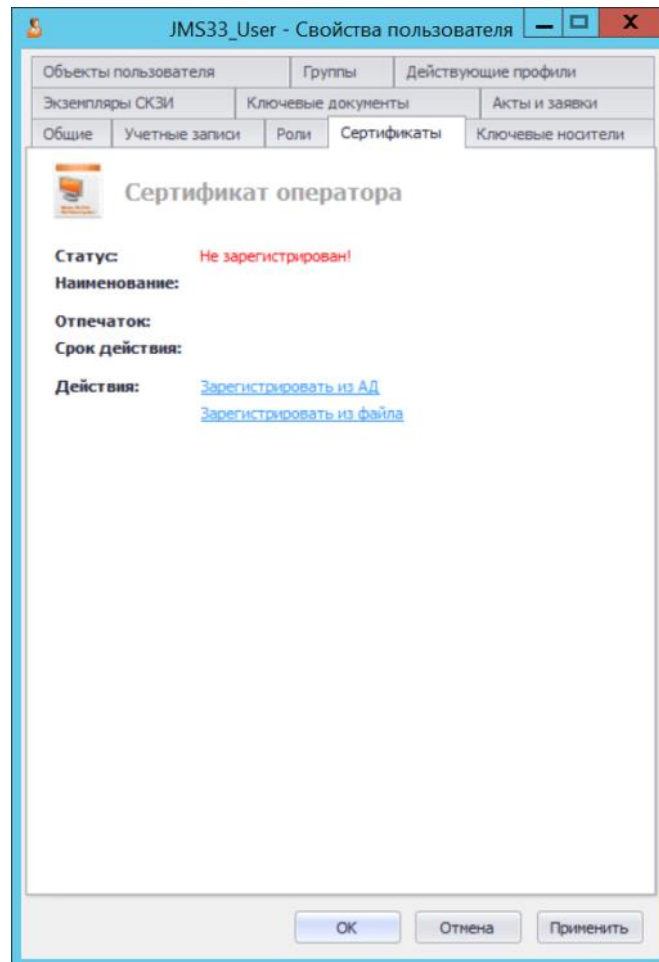 JMS33_User - Свойства пользователя
Объекты пользователя Группы Действующие профили
Экземпляры СКЗИ Ключевые документы Акты и заявки
Общие Учетные записи Роли Сертификаты Ключевые носители
Сертификат оператора
Статус: Не зарегистрирован!
Наименование:
Отпечаток:
Срок действия:
Действия: Зарегистрировать из АД
Зарегистрировать из файла
ОК Отмена Применить